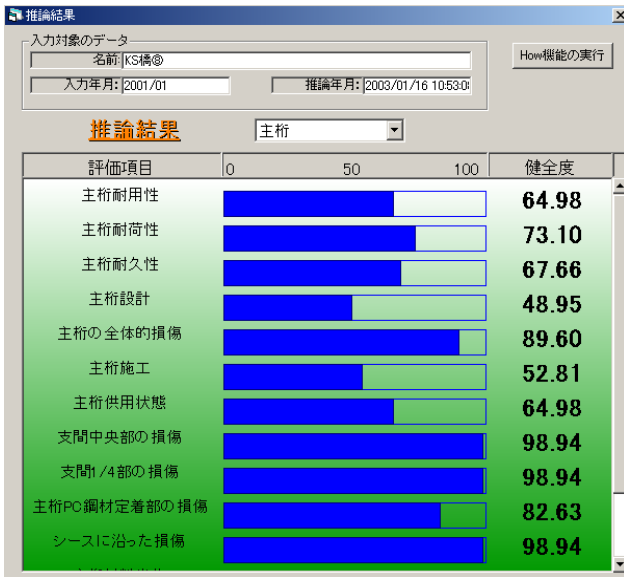 推論結果
入力対象のデータ
名前: KS橋⑧
How機能の実行
入力年月: 2001/01
推論年月: 2003/01/16 10:53:0
推論結果
主桁
評価項目 0 50 100 健全度
主桁耐用性 64.98
主桁耐荷性 73.10
主桁耐久性 67.66
主桁設計 48.95
主桁の全体的損傷 89.60
主桁施工 52.81
主桁供用状態 64.98
支間中央部の損傷 98.94
支間1/4部の損傷 98.94
主桁PC鋼材定着部の損傷 82.63
シースに沿った損傷 98.94